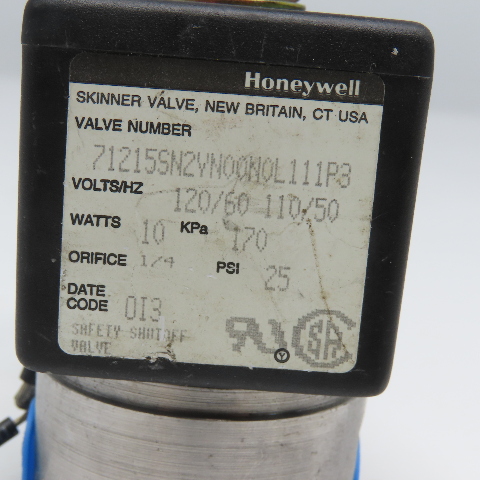 Honeywell
SKINNER VALVE, NEW BRITAIN, CT USA
VALVE NUMBER
71215SN2VN00N0L111P3
VOLTS/HZ 120/60 110/50
WATTS 10 KPa 170
ORIFICE 1/4 PSI 25
DATE CODE 0I3
SAFETY SHUTOFF
VALVE